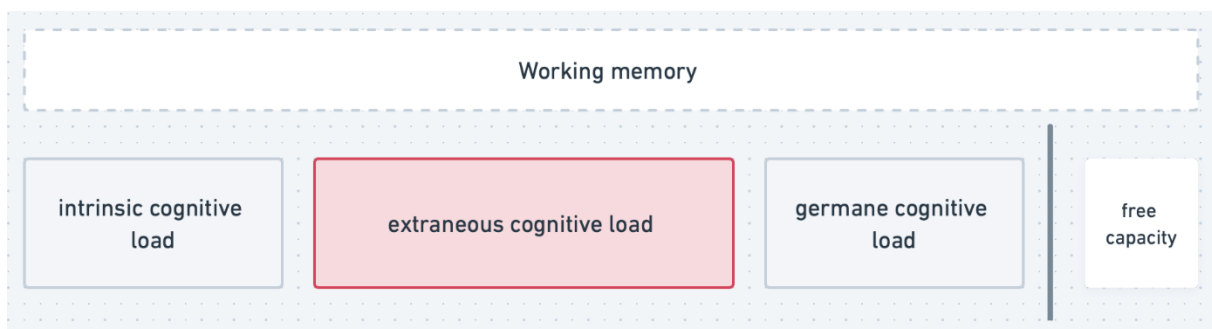 Working memory
intrinsic cognitive
load
extraneous cognitive load
germane cognitive
load
free
capacity